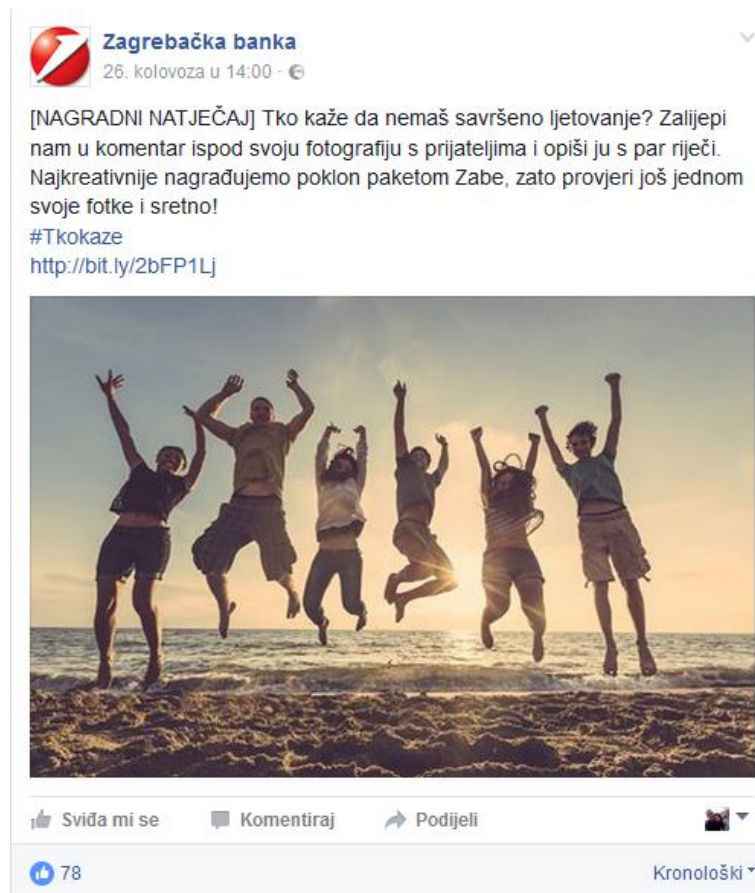 Zagrebačka banka
26. kolovoza u 14:00 ·
[NAGRADNI NATJEČAJ] Tko kaže da nemaš savršeno ljetovanje? Zalijepi
nam u komentar ispod svoju fotografiju s prijateljima i opiši ju s par riječi.
Najkreativnije nagrađujemo poklon paketom Zabe, zato provjeri još jednom
svoje fotke i sretno!
#Tkokaze
http://bit.ly/2bFP1Lj
Sviđa mi se Komentiraj Podijeli
78 Kronološki